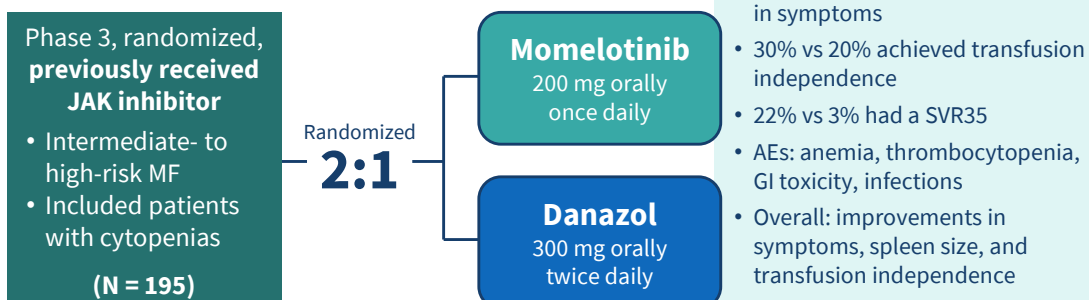 Phase 3, randomized,
previously received
JAK inhibitor
• Intermediate- to
high-risk MF
• Included patients
with cytopenias
(N = 195)
Randomized
2:1
Momelotinib
200 mg orally
once daily
Danazol
300 mg orally
twice daily
in symptoms
• 30% vs 20% achieved transfusion
independence
• 22% vs 3% had a SVR35
• AEs: anemia, thrombocytopenia,
GI toxicity, infections
• Overall: improvements in
symptoms, spleen size, and
transfusion independence